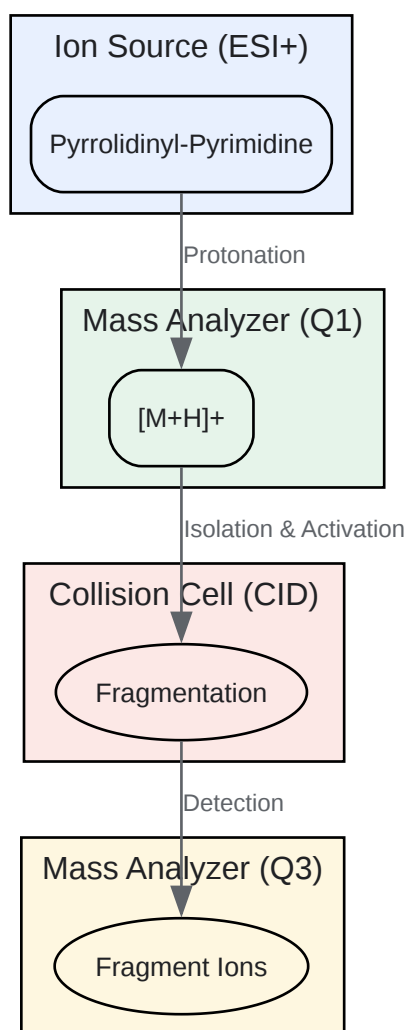 Ion Source (ESI+)
Pyrrolidinyl-Pyrimidine
Protonation
Mass Analyzer (Q1)
[M+H]+
Isolation & Activation
Collision Cell (CID)
Fragmentation
Detection
Mass Analyzer (Q3)
Fragment Ions